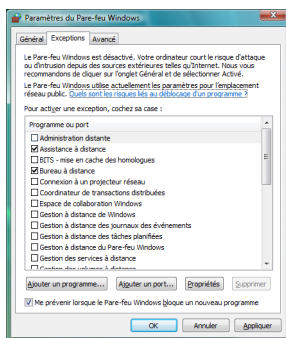 Paramètres du Pare-feu Windows
Général Exceptions Avancé
Le Pare-feu Windows est désactivé. Votre ordinateur court le risque d'attaque
ou d'intrusion depuis des sources extérieures telles qu'Internet. Nous vous
recommandons de cliquer sur l'onglet Général et de sélectionner Activé.
Le Pare-feu Windows utilise actuellement les paramètres pour l'emplacement
réseau public. Quels sont les risques liés au déblocage d'un programme ?
Pour activer une exception, cochez sa case :
Programme ou port
Administration distante
Assistance à distance
BITS - mise en cache des homologues
Bureau à distance
Connexion à un projecteur réseau
Coordinateur de transactions distribuées
Espace de collaboration Windows
Gestion à distance de Windows
Gestion à distance des journaux des événements
Gestion à distance des tâches planifiées
Gestion à distance du Pare-feu Windows
Gestion des services à distance
Gestion des volumes à distance
Ajouter un programme... Ajouter un port... Propriétés Supprimer
Me prévenir lorsque le Pare-feu Windows bloque un nouveau programme
OK Annuler Appliquer